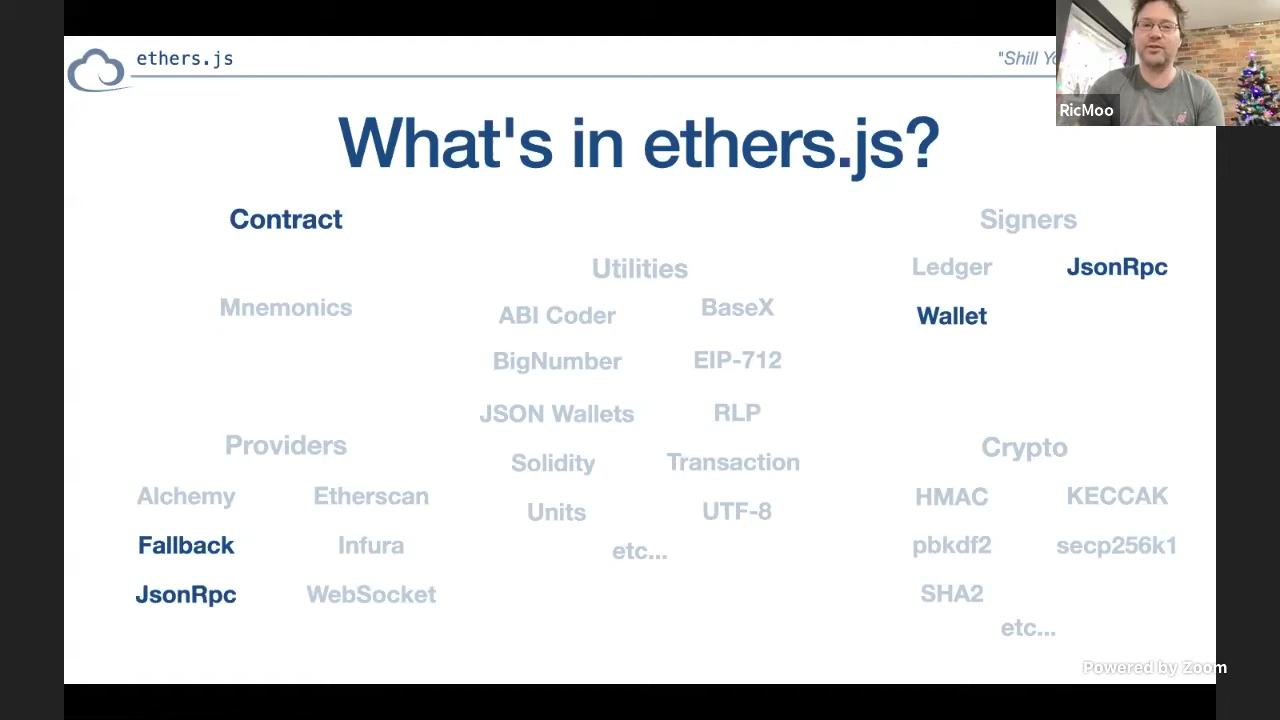 ethers.js
"Shill Yo
RicMoo
What's in ethers.js?
Contract
Mnemonics
Utilities
ABI Coder BaseX
BigNumber EIP-712
JSON Wallets RLP
Solidity Transaction
Units UTF-8
etc...
Signers
Ledger JsonRpc
Wallet
Providers
Alchemy Etherscan
Fallback Infura
JsonRpc WebSocket
Crypto
HMAC KECCAK
pbkdf2 secp256k1
SHA2
etc...
Powered by Zoom